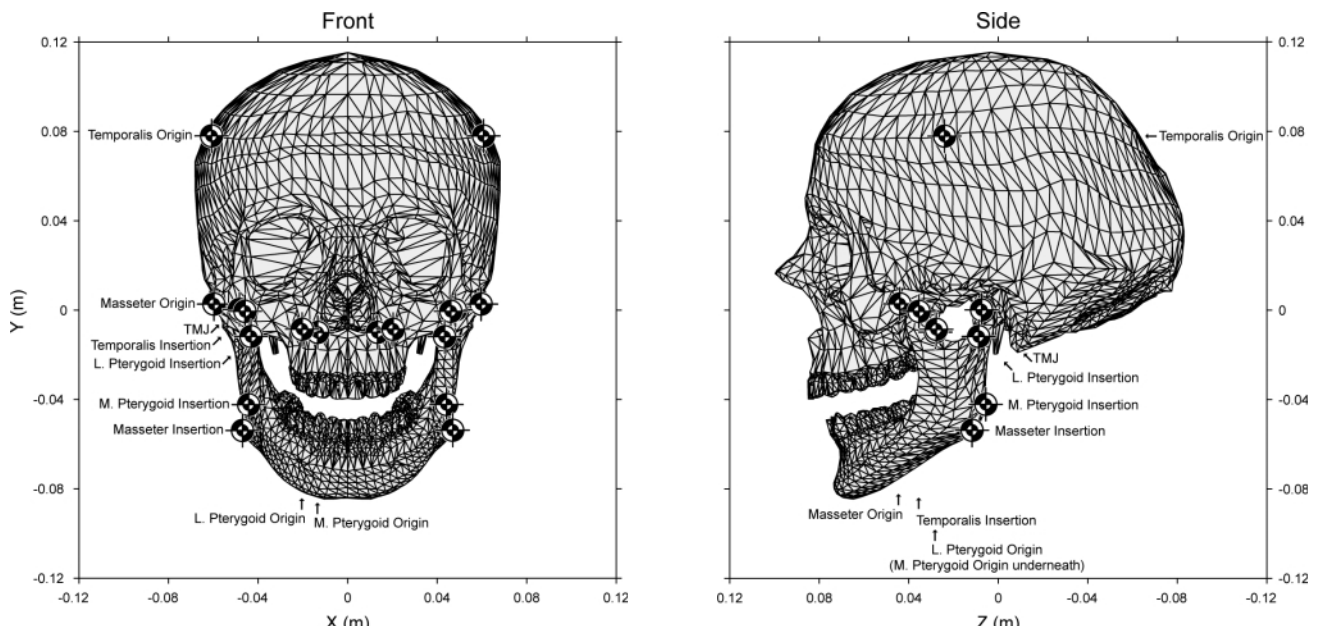 Front
Side
0.12
0.08
0.04
0
-0.04
-0.08
-0.12
Y (m)
Temporalis Origin
Masseter Origin
TMJ
Temporalis Insertion
L. Pterygoid Insertion
M. Pterygoid Insertion
Masseter Insertion
L. Pterygoid Origin
M. Pterygoid Origin
-0.12 -0.08 -0.04 0 0.04 0.08 0.12
X (m)
Temporalis Origin
TMJ
L. Pterygoid Insertion
M. Pterygoid Insertion
Masseter Insertion
Masseter Origin
Temporalis Insertion
L. Pterygoid Origin
(M. Pterygoid Origin underneath)
0.12
0.08
0.04
0
-0.04
-0.08
-0.12
0.12 0.08 0.04 0 -0.04 -0.08 -0.12
Z (m)